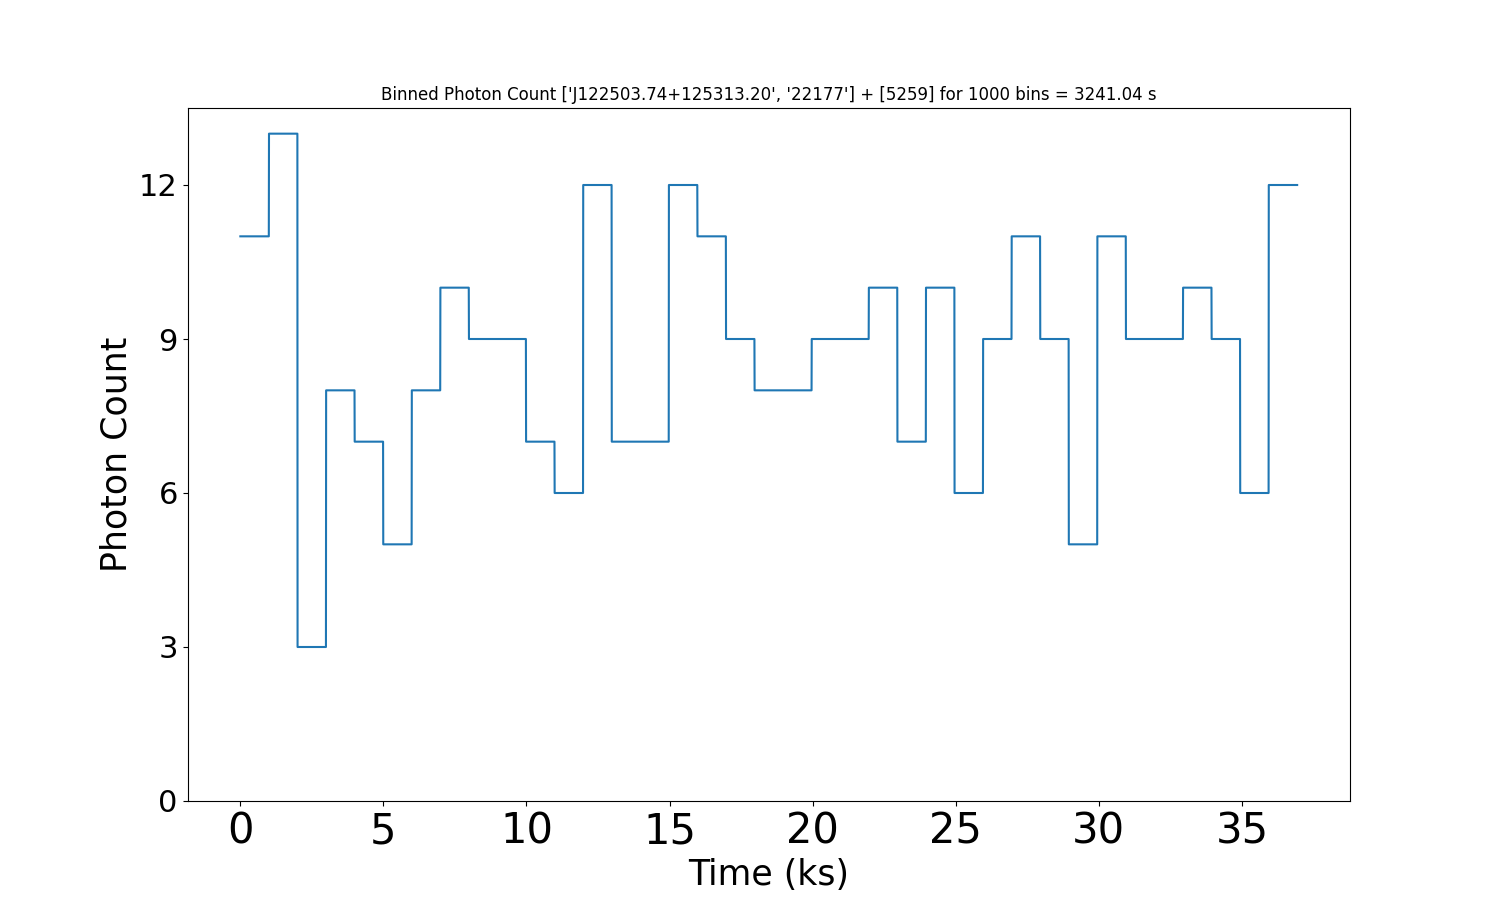 Binned Photon Count ['J122503.74+125313.20', '22177'] + [5259] for 1000 bins = 3241.04 s
12
9
6
3
0
Photon Count
0 5 10 15 20 25 30 35
Time (ks)